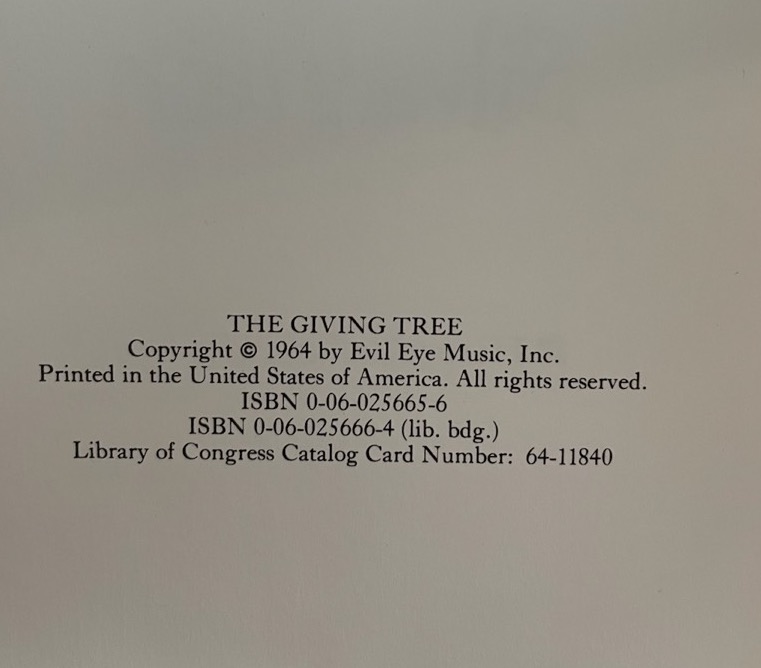 THE GIVING TREE
Copyright © 1964 by Evil Eye Music, Inc.
Printed in the United States of America. All rights reserved.
ISBN 0-06-025665-6
ISBN 0-06-025666-4 (lib. bdg.)
Library of Congress Catalog Card Number: 64-11840